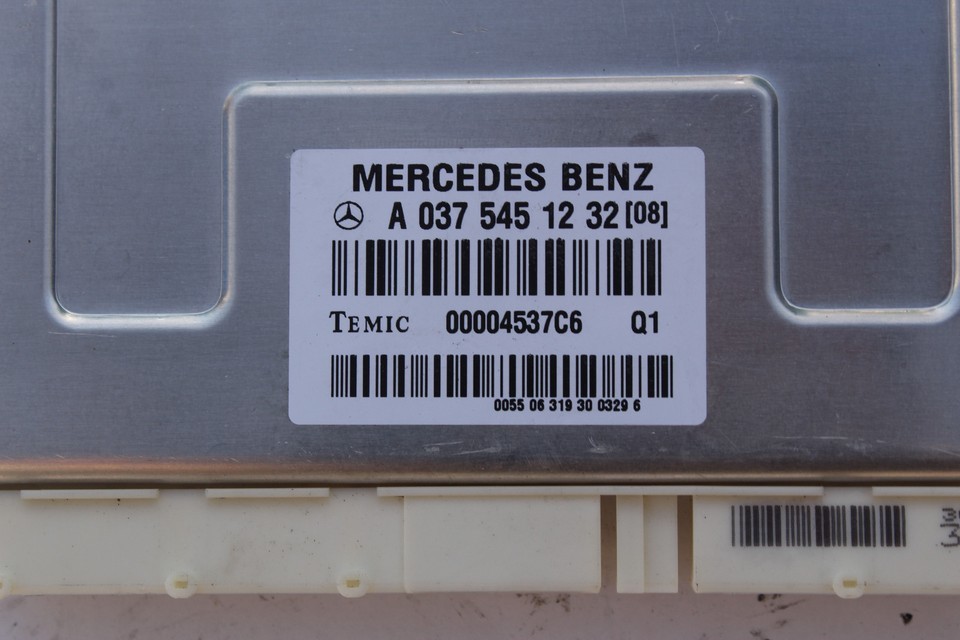 MERCEDES BENZ
A 037 545 12 32 [08]
TEMIC 00004537C6 Q1
0055 06 319 30 0329 6